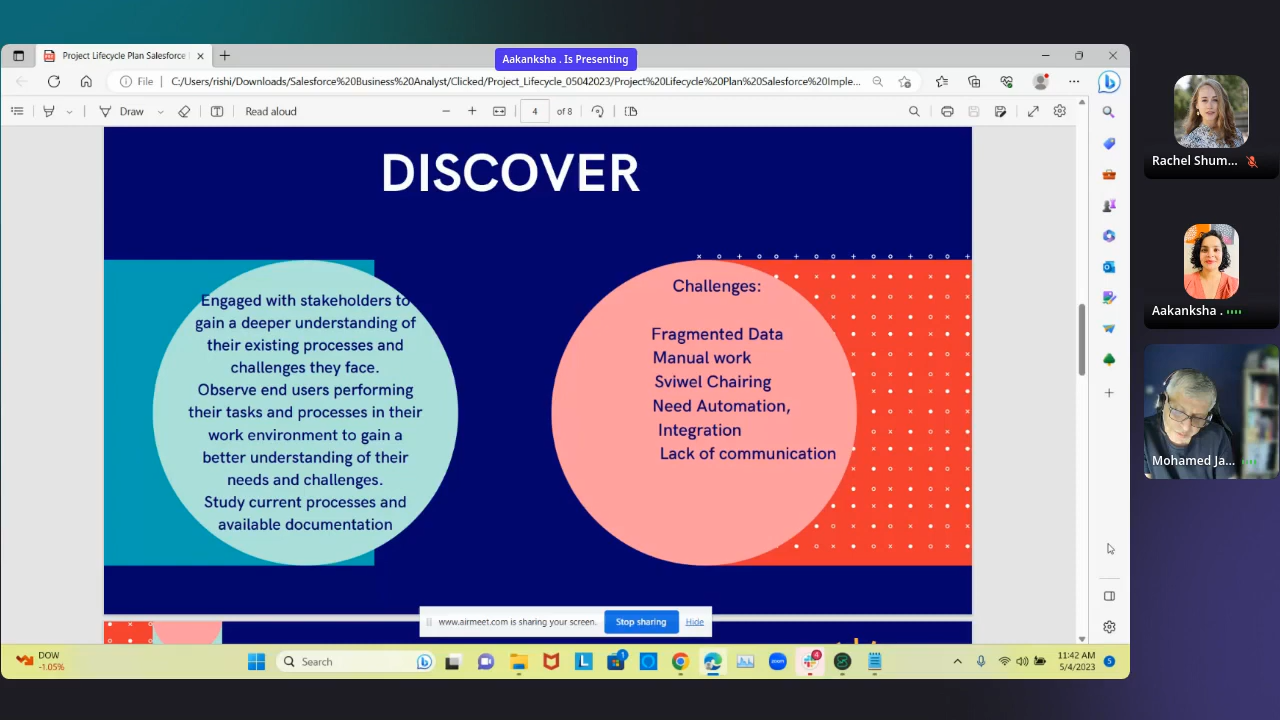 Project Lifecycle Plan Salesforce
Aakanksha . Is Presenting
File
C:/Users/rishi/Downloads/Salesforce%20Business%20Analyst/Clicked/Project_Lifecycle_05042023/Project%20Lifecycle%20Plan%20Salesforce%20Imple...
Draw
Read aloud
4
of 8
DISCOVER
Engaged with stakeholders to
gain a deeper understanding of
their existing processes and
challenges they face.
Observe end users performing
their tasks and processes in their
work environment to gain a
better understanding of their
needs and challenges.
Study current processes and
available documentation
Challenges:
Fragmented Data
Manual work
Sviwel Chairing
Need Automation,
Integration
Lack of communication
www.airmeet.com is sharing your screen.
Stop sharing
Hide
DOW
-1.05%
Search
1
zoom
4
11:42 AM
5/4/2023
5
Rachel Shum...
Aakanksha .
Mohamed Ja...